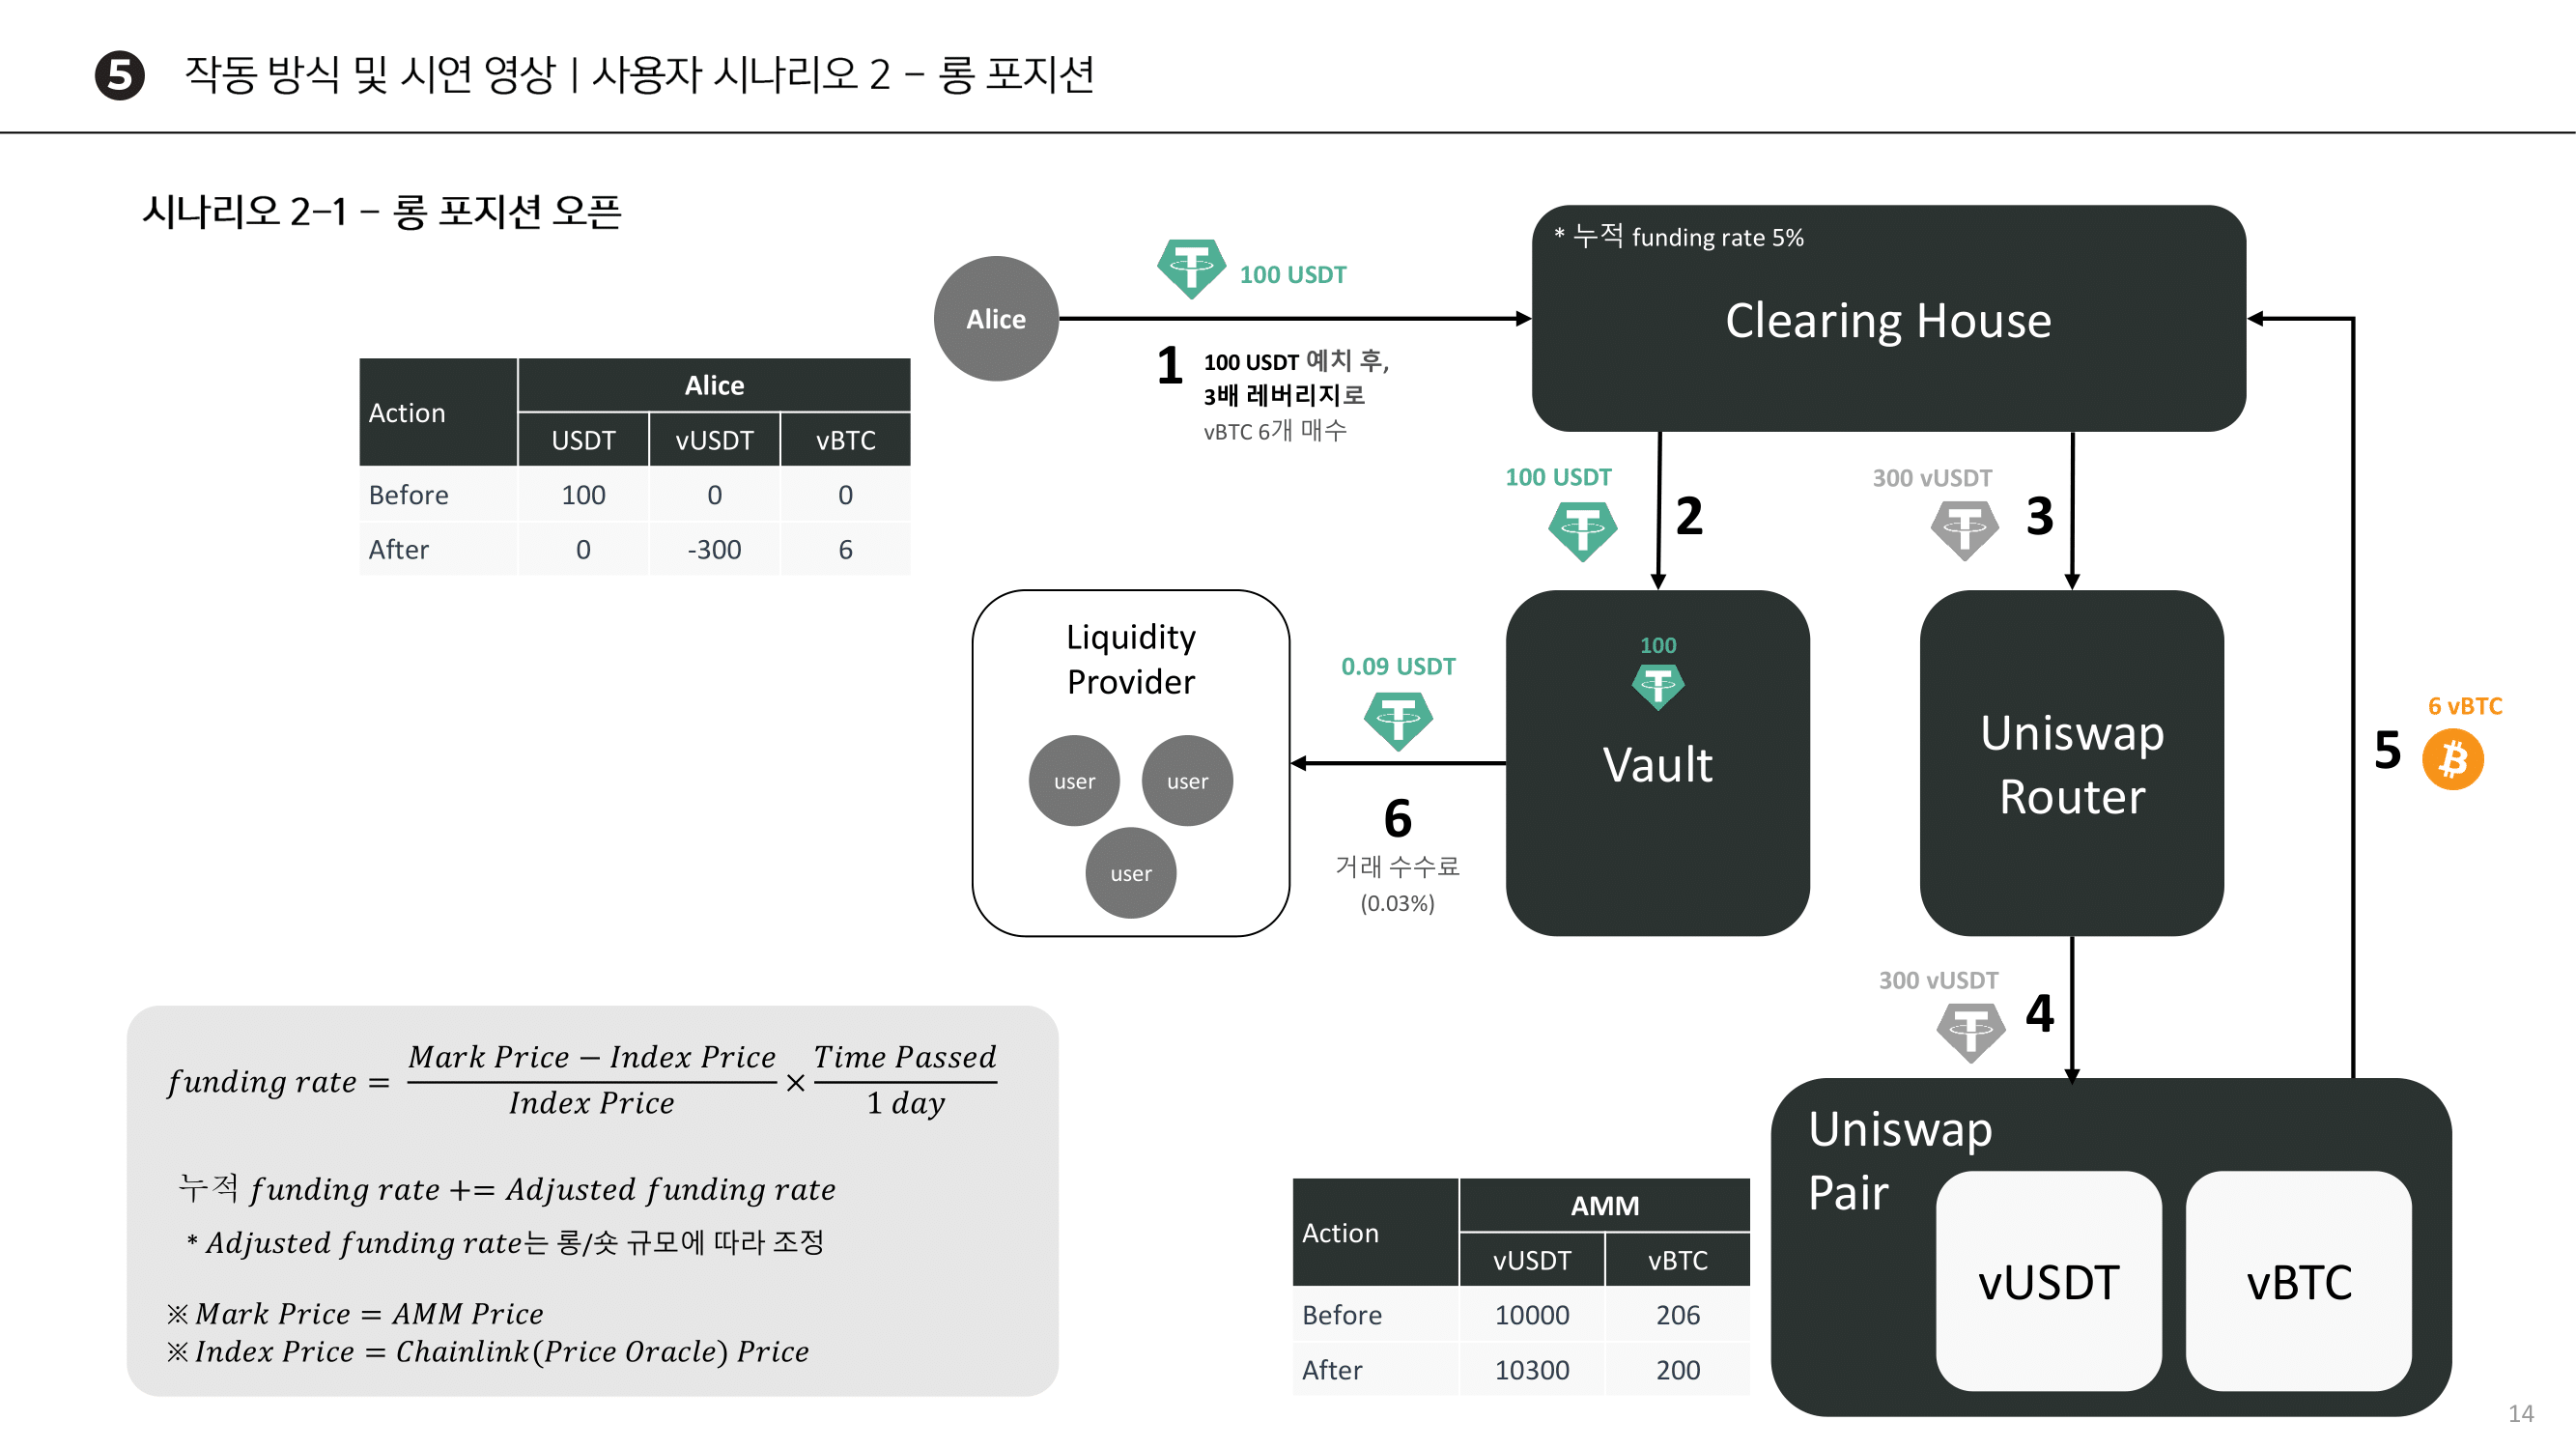 5 작동 방식 및 시연 영상 | 사용자 시나리오 2 – 롱 포지션
시나리오 2-1 – 롱 포지션 오픈
Alice
100 USDT
1
100 USDT 예치 후,
3배 레버리지로
vBTC 6개 매수
* 누적 funding rate 5%
Clearing House
Action Alice
USDT vUSDT vBTC
Before 100 0 0
After 0 -300 6
100 USDT
2
300 vUSDT
3
Liquidity
Provider
user user
user
0.09 USDT
6
거래 수수료
(0.03%)
100
Vault
Uniswap
Router
5
6 vBTC
300 vUSDT
4
funding rate = Mark Price − Index Price / Index Price × Time Passed / 1 day
누적 funding rate += Adjusted funding rate
* Adjusted funding rate는 롱/숏 규모에 따라 조정
※ Mark Price = AMM Price
※ Index Price = Chainlink(Price Oracle) Price
Action AMM
vUSDT vBTC
Before 10000 206
After 10300 200
Uniswap
Pair
vUSDT
vBTC
14